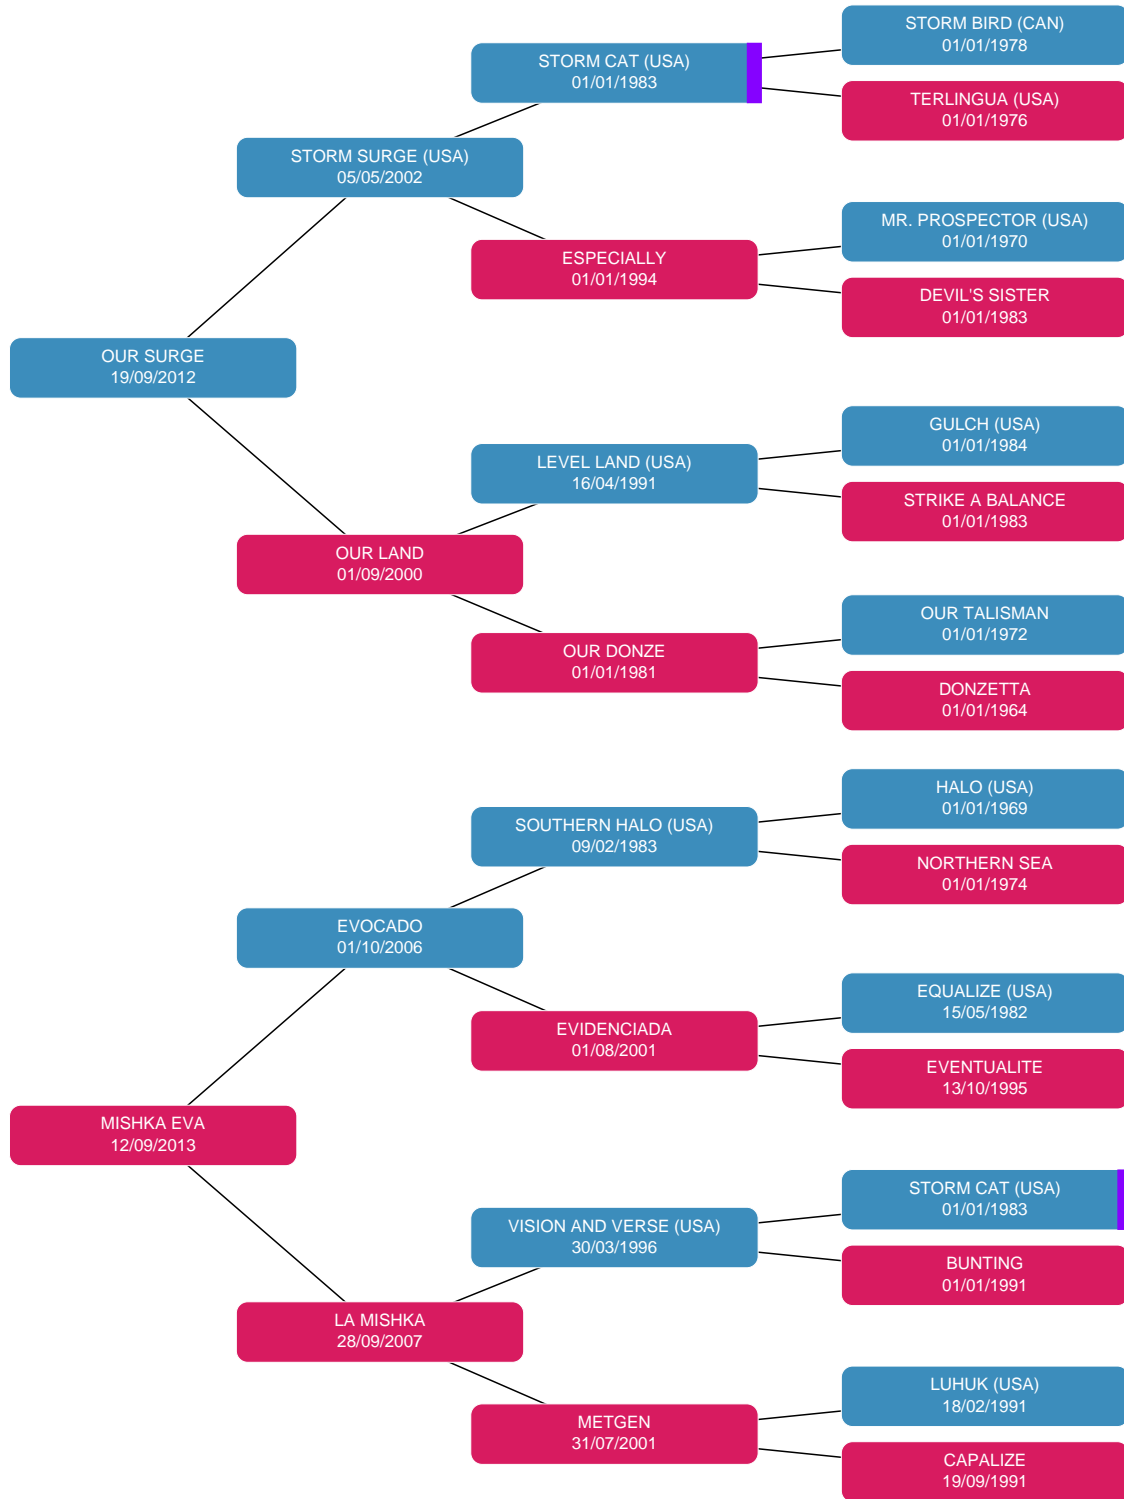 STORM BIRD (CAN)
01/01/1978
STORM CAT (USA)
01/01/1983
TERLINGUA (USA)
01/01/1976
STORM SURGE (USA)
05/05/2002
MR. PROSPECTOR (USA)
01/01/1970
ESPECIALLY
01/01/1994
DEVIL'S SISTER
01/01/1983
OUR SURGE
19/09/2012
GULCH (USA)
01/01/1984
LEVEL LAND (USA)
16/04/1991
STRIKE A BALANCE
01/01/1983
OUR LAND
01/09/2000
OUR TALISMAN
01/01/1972
OUR DONZE
01/01/1981
DONZETTA
01/01/1964
HALO (USA)
01/01/1969
SOUTHERN HALO (USA)
09/02/1983
NORTHERN SEA
01/01/1974
EVOCADO
01/10/2006
EQUALIZE (USA)
15/05/1982
EVIDENCIADA
01/08/2001
EVENTUALITE
13/10/1995
MISHKA EVA
12/09/2013
STORM CAT (USA)
01/01/1983
VISION AND VERSE (USA)
30/03/1996
BUNTING
01/01/1991
LA MISHKA
28/09/2007
LUHUK (USA)
18/02/1991
METGEN
31/07/2001
CAPALIZE
19/09/1991